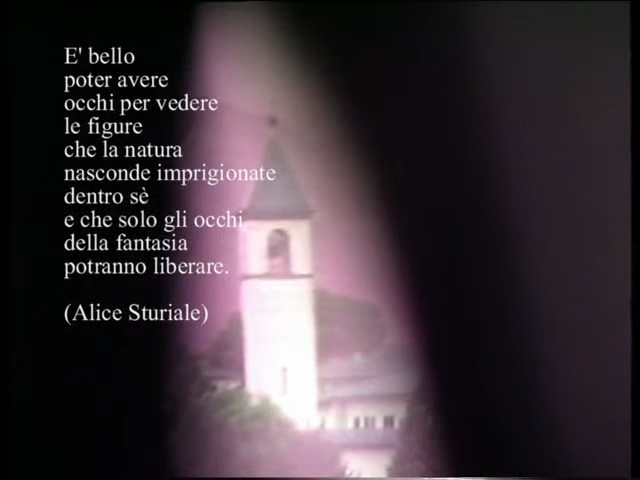 E' bello
poter avere
occhi per vedere
le figure
che la natura
nasconde imprigionate
dentro sè
e che solo gli occhi
della fantasia
potranno liberare.
(Alice Sturiale)